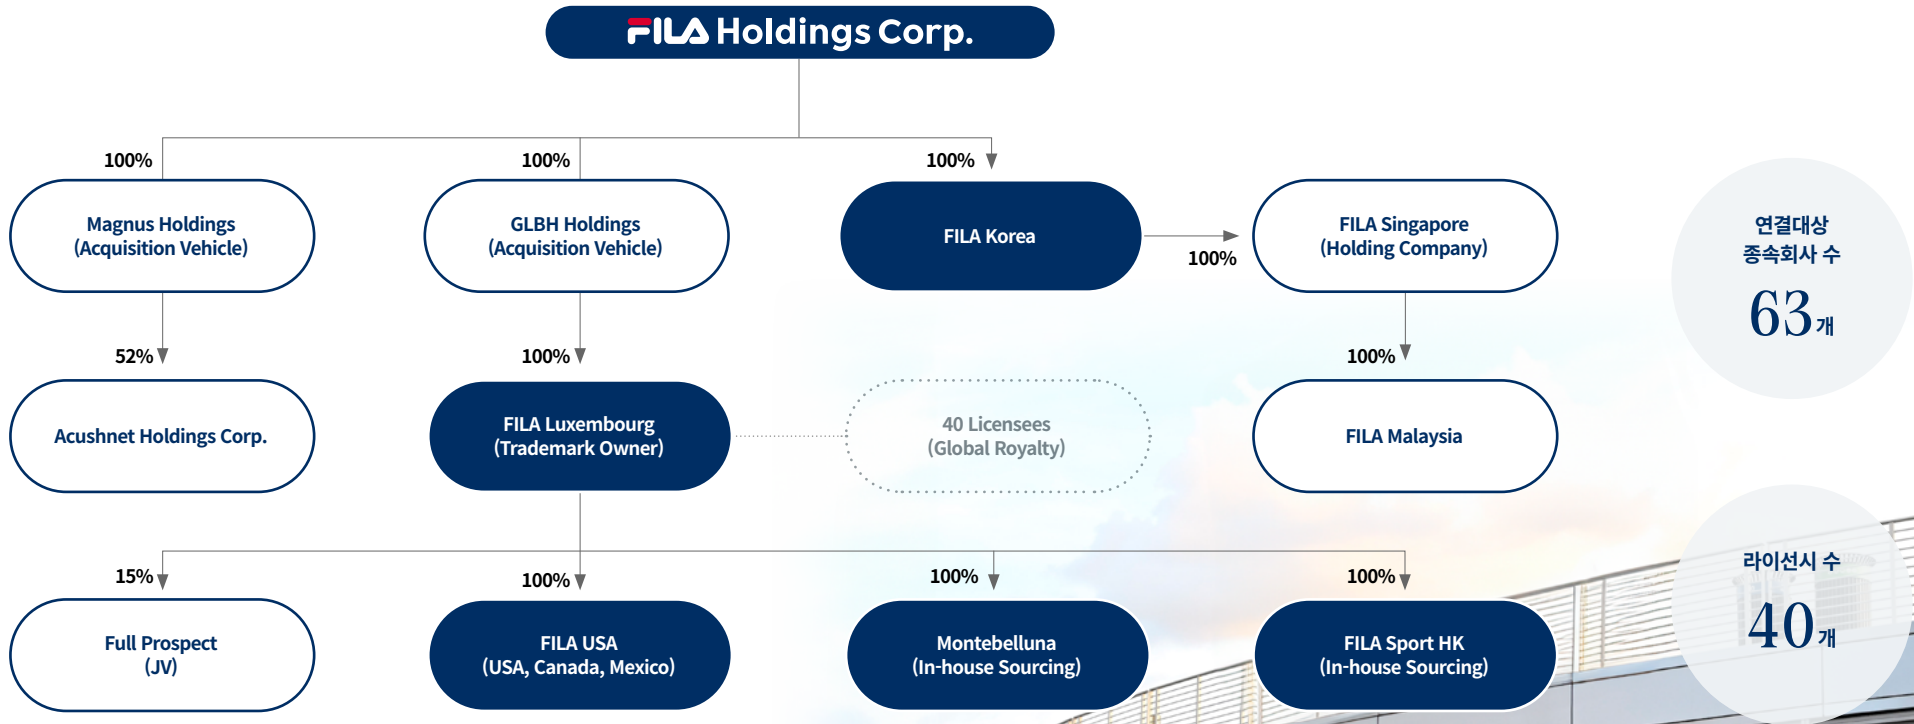 FILA Holdings Corp.
100%
100%
100%
Magnus Holdings
(Acquisition Vehicle)
GLBH Holdings
(Acquisition Vehicle)
FILA Korea
100%
FILA Singapore
(Holding Company)
연결대상
종속회사 수
63개
52%
100%
100%
Acushnet Holdings Corp.
FILA Luxembourg
(Trademark Owner)
40 Licensees
(Global Royalty)
FILA Malaysia
라이선시 수
40개
15%
100%
100%
100%
Full Prospect
(JV)
FILA USA
(USA, Canada, Mexico)
Montebelluna
(In-house Sourcing)
FILA Sport HK
(In-house Sourcing)